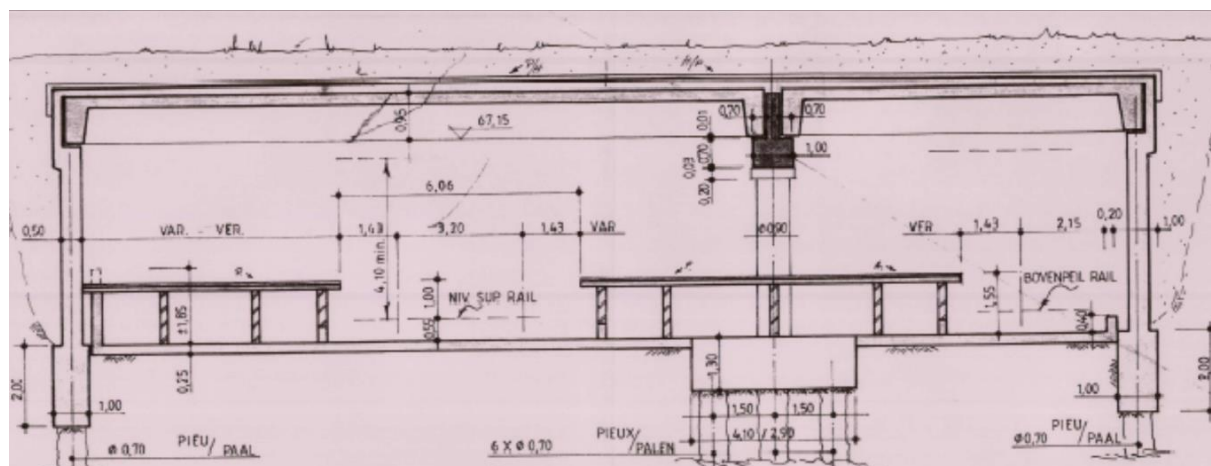 P/H H/P
0,70 0,70
0,95
67,15
0,01
0,70
1,00
0,03
0,20
6,06
0,50 VAR. - VER. 1,43 3,20 1,43 VAR Ø 0,90 VER 1,43 2,15 0,20 1,00
4,10 min.
±1,85
1,00
NIV SUP RAIL
0,55
1,55
BOVENPEIL RAIL
0,40
0,25
1,30
2,00
1,00
1,50 1,50
1,00
2,00
4,10 / 2,90
Ø 0,70 PIEU/PAAL
6 X Ø 0,70 PIEUX/PALEN
Ø0,70 PIEU/PAAL